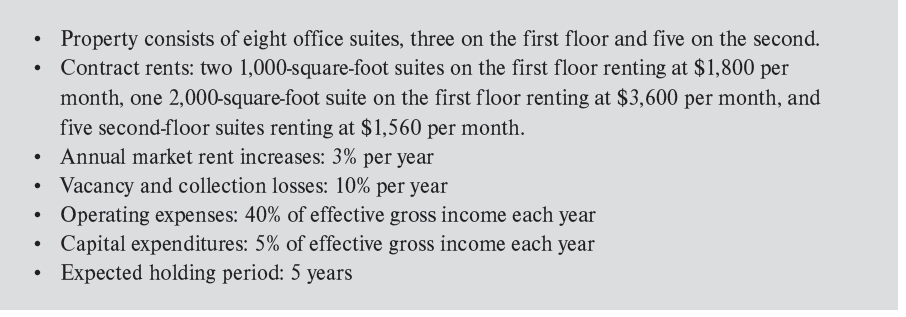 • Property consists of eight office suites, three on the first floor and five on the second.
• Contract rents: two 1,000-square-foot suites on the first floor renting at $1,800 per
month, one 2,000-square-foot suite on the first floor renting at $3,600 per month, and
five second-floor suites renting at $1,560 per month.
• Annual market rent increases: 3% per year
• Vacancy and collection losses: 10% per year
• Operating expenses: 40% of effective gross income each year
• Capital expenditures: 5% of effective gross income each year
• Expected holding period: 5 years